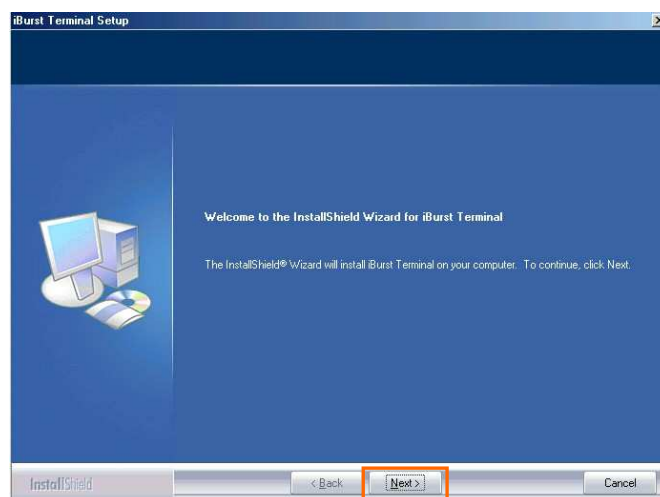 iBurst Terminal Setup
Welcome to the InstallShield Wizard for iBurst Terminal
The InstallShield® Wizard will install iBurst Terminal on your computer. To continue, click Next.
InstallShield
< Back
Next >
Cancel